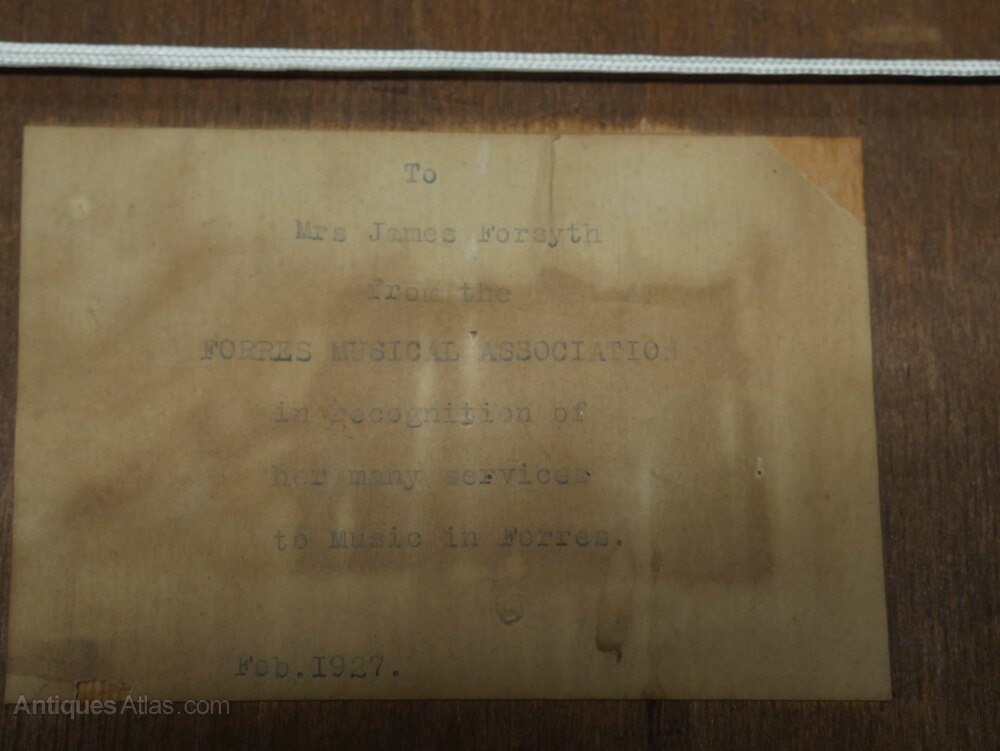 To
Mrs James Forsyth
from the
FORRES MUSICAL ASSOCIATION
in recognition of
her many services
to Music in Forres.
Feb.1927.
AntiquesAtlas.com